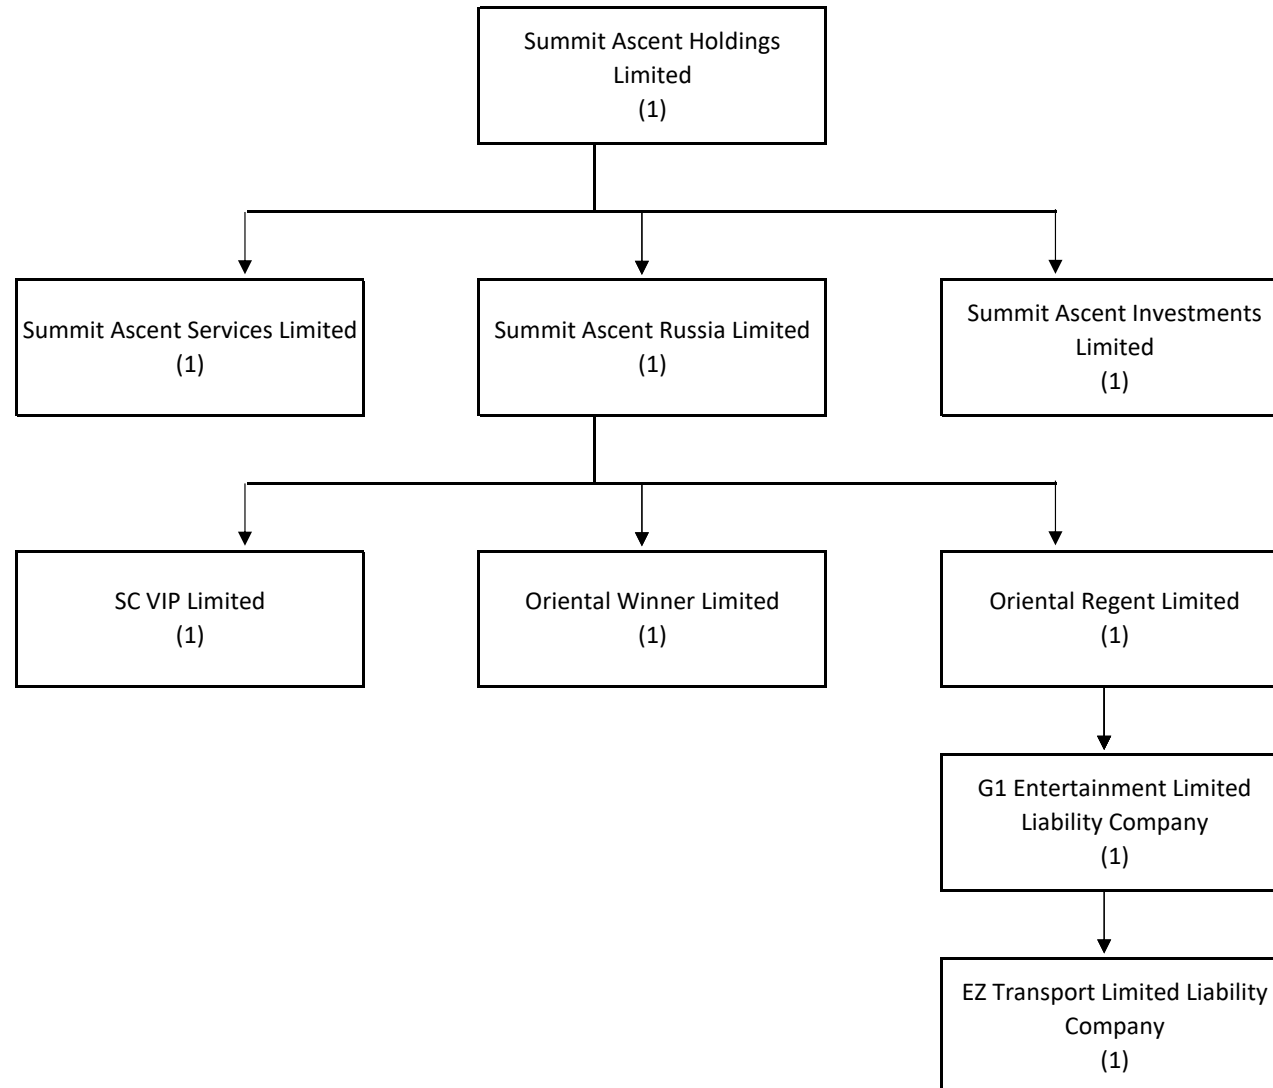 Summit Ascent Holdings
Limited
(1)
Summit Ascent Services Limited
(1)
Summit Ascent Russia Limited
(1)
Summit Ascent Investments
Limited
(1)
SC VIP Limited
(1)
Oriental Winner Limited
(1)
Oriental Regent Limited
(1)
G1 Entertainment Limited
Liability Company
(1)
EZ Transport Limited Liability
Company
(1)